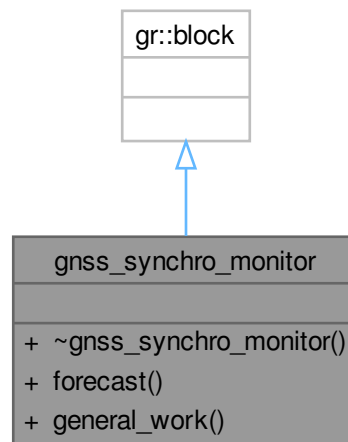 gr::block
gnss_synchro_monitor
+ ~gnss_synchro_monitor()
+ forecast()
+ general_work()